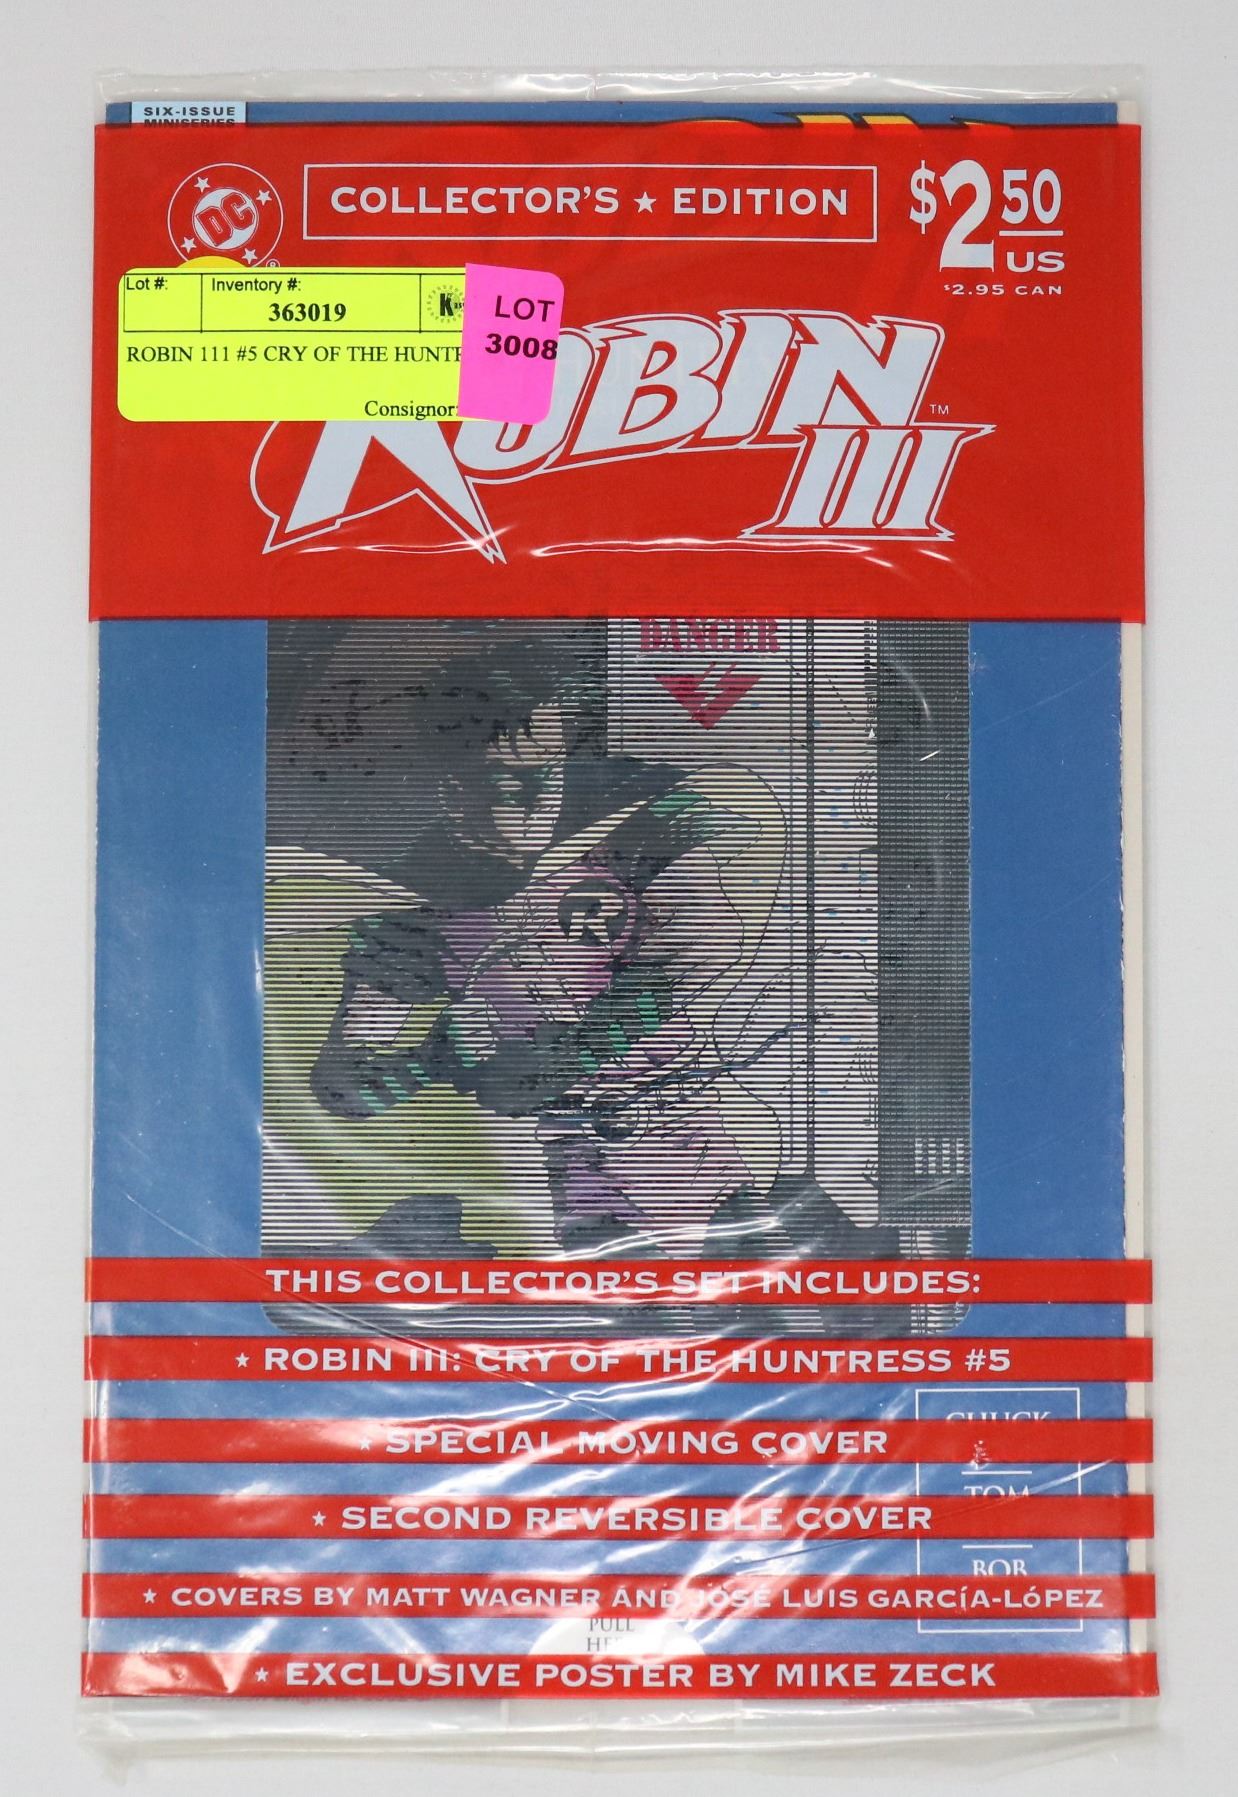 SIX-ISSUE
MINISERIES
DC
®
COLLECTOR'S ★ EDITION
$2.50
US
$2.95 CAN
Lot #:
Inventory #:
363019
LOT
3008
ROBIN 111 #5 CRY OF THE HUNTR
Consignor:
ROBIN
III
TM
DANGER
R
THIS COLLECTOR'S SET INCLUDES:
★ ROBIN III: CRY OF THE HUNTRESS #5
★ SPECIAL MOVING COVER
★ SECOND REVERSIBLE COVER
★ COVERS BY MATT WAGNER AND JOSÉ LUIS GARCíA-LóPEZ
★ EXCLUSIVE POSTER BY MIKE ZECK
CHUCK
TOM
BOB
PULL
HERE